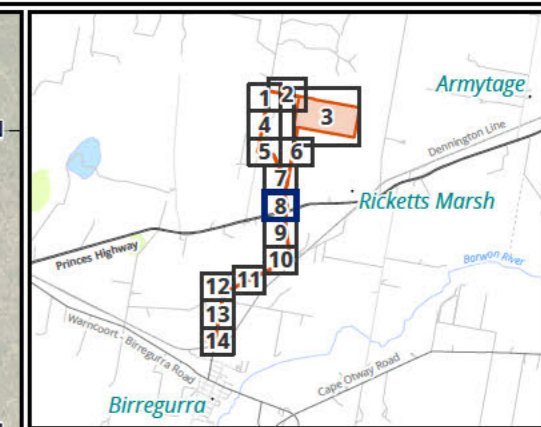 Armytage
1 2
3
4
Dennington Line
5 6
7
Ricketts Marsh
8
Princes Highway
9
Barwon River
10
11
12
13
Warncoort - Birregurra Road
14
Cape Otway Road
Birregurra